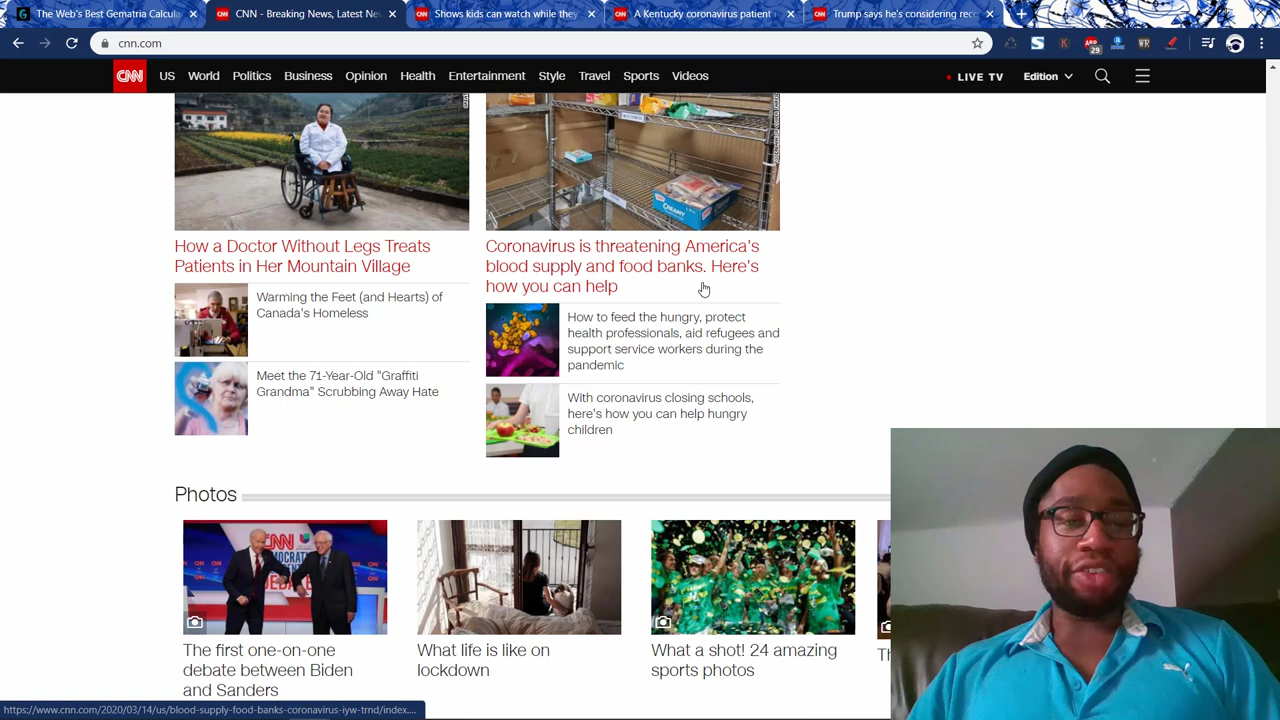 The Web's Best Gematria Calcula
CNN - Breaking News, Latest Ne
Shows kids can watch while they
A Kentucky coronavirus patient
Trump says he's considering rec
cnn.com
29
WR
CNN
US World Politics Business Health Opinion Entertainment Style Travel Sports Videos
LIVE TV
Edition
How a Doctor Without Legs Treats
Patients in Her Mountain Village
Warming the Feet (and Hearts) of
Canada's Homeless
Meet the 71-Year-Old "Graffiti
Grandma" Scrubbing Away Hate
CREAMY
Coronavirus is threatening America's
blood supply and food banks. Here's
how you can help
How to feed the hungry, protect
health professionals, aid refugees and
support service workers during the
pandemic
With coronavirus closing schools,
here's how you can help hungry
children
Photos
CNN
The first one-on-one
debate between Biden
and Sanders
What life is like on
lockdown
What a shot! 24 amazing
sports photos
Th
https://www.cnn.com/2020/03/14/us/blood-supply-food-banks-coronavirus-iyw-trnd/index....